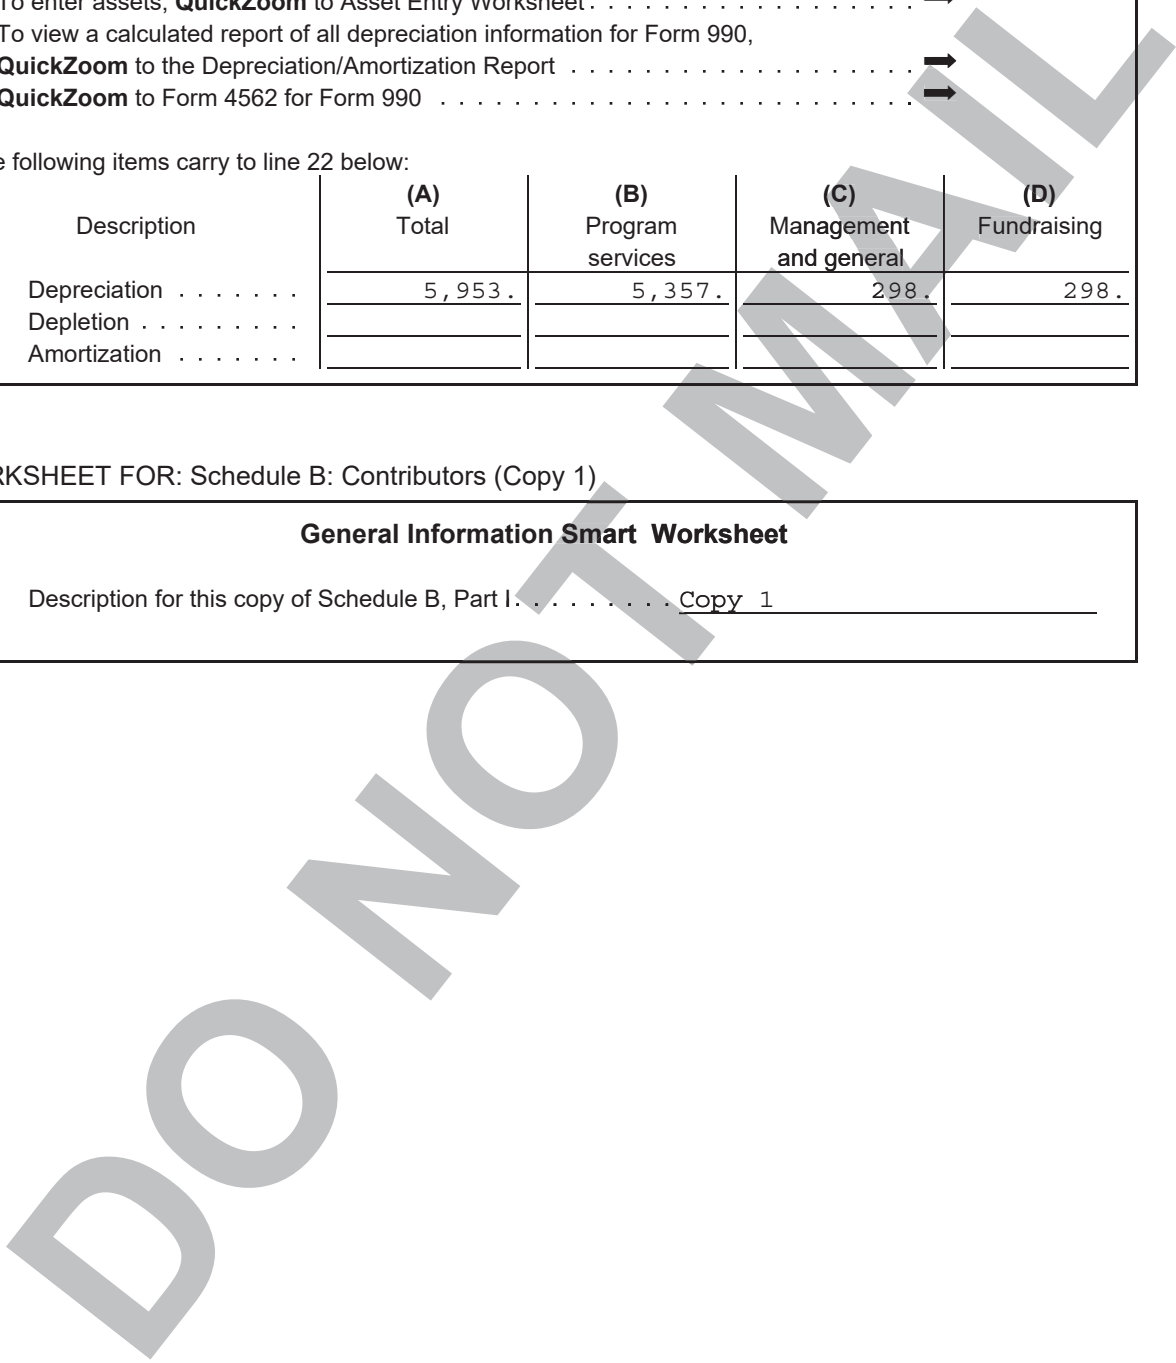 To enter assets, QuickZoom to Asset Entry Worksheet . . . . . . . . . . . . . . . . . .
To view a calculated report of all depreciation information for Form 990,
QuickZoom to the Depreciation/Amortization Report . . . . . . . . . . . . . . . . . . . ➡
QuickZoom to Form 4562 for Form 990 . . . . . . . . . . . . . . . . . . . . . . . . . . ➡
following items carry to line 22 below:
Description (A) Total (B) Program services (C) Management and general (D) Fundraising
Depreciation . . . . . . . 5,953. 5,357. 298. 298.
Depletion . . . . . . . . .
Amortization . . . . . . .
RKSHEET FOR: Schedule B: Contributors (Copy 1)
General Information Smart Worksheet
Description for this copy of Schedule B, Part I . . . . . . . . . Copy 1
DO NOT MAIL